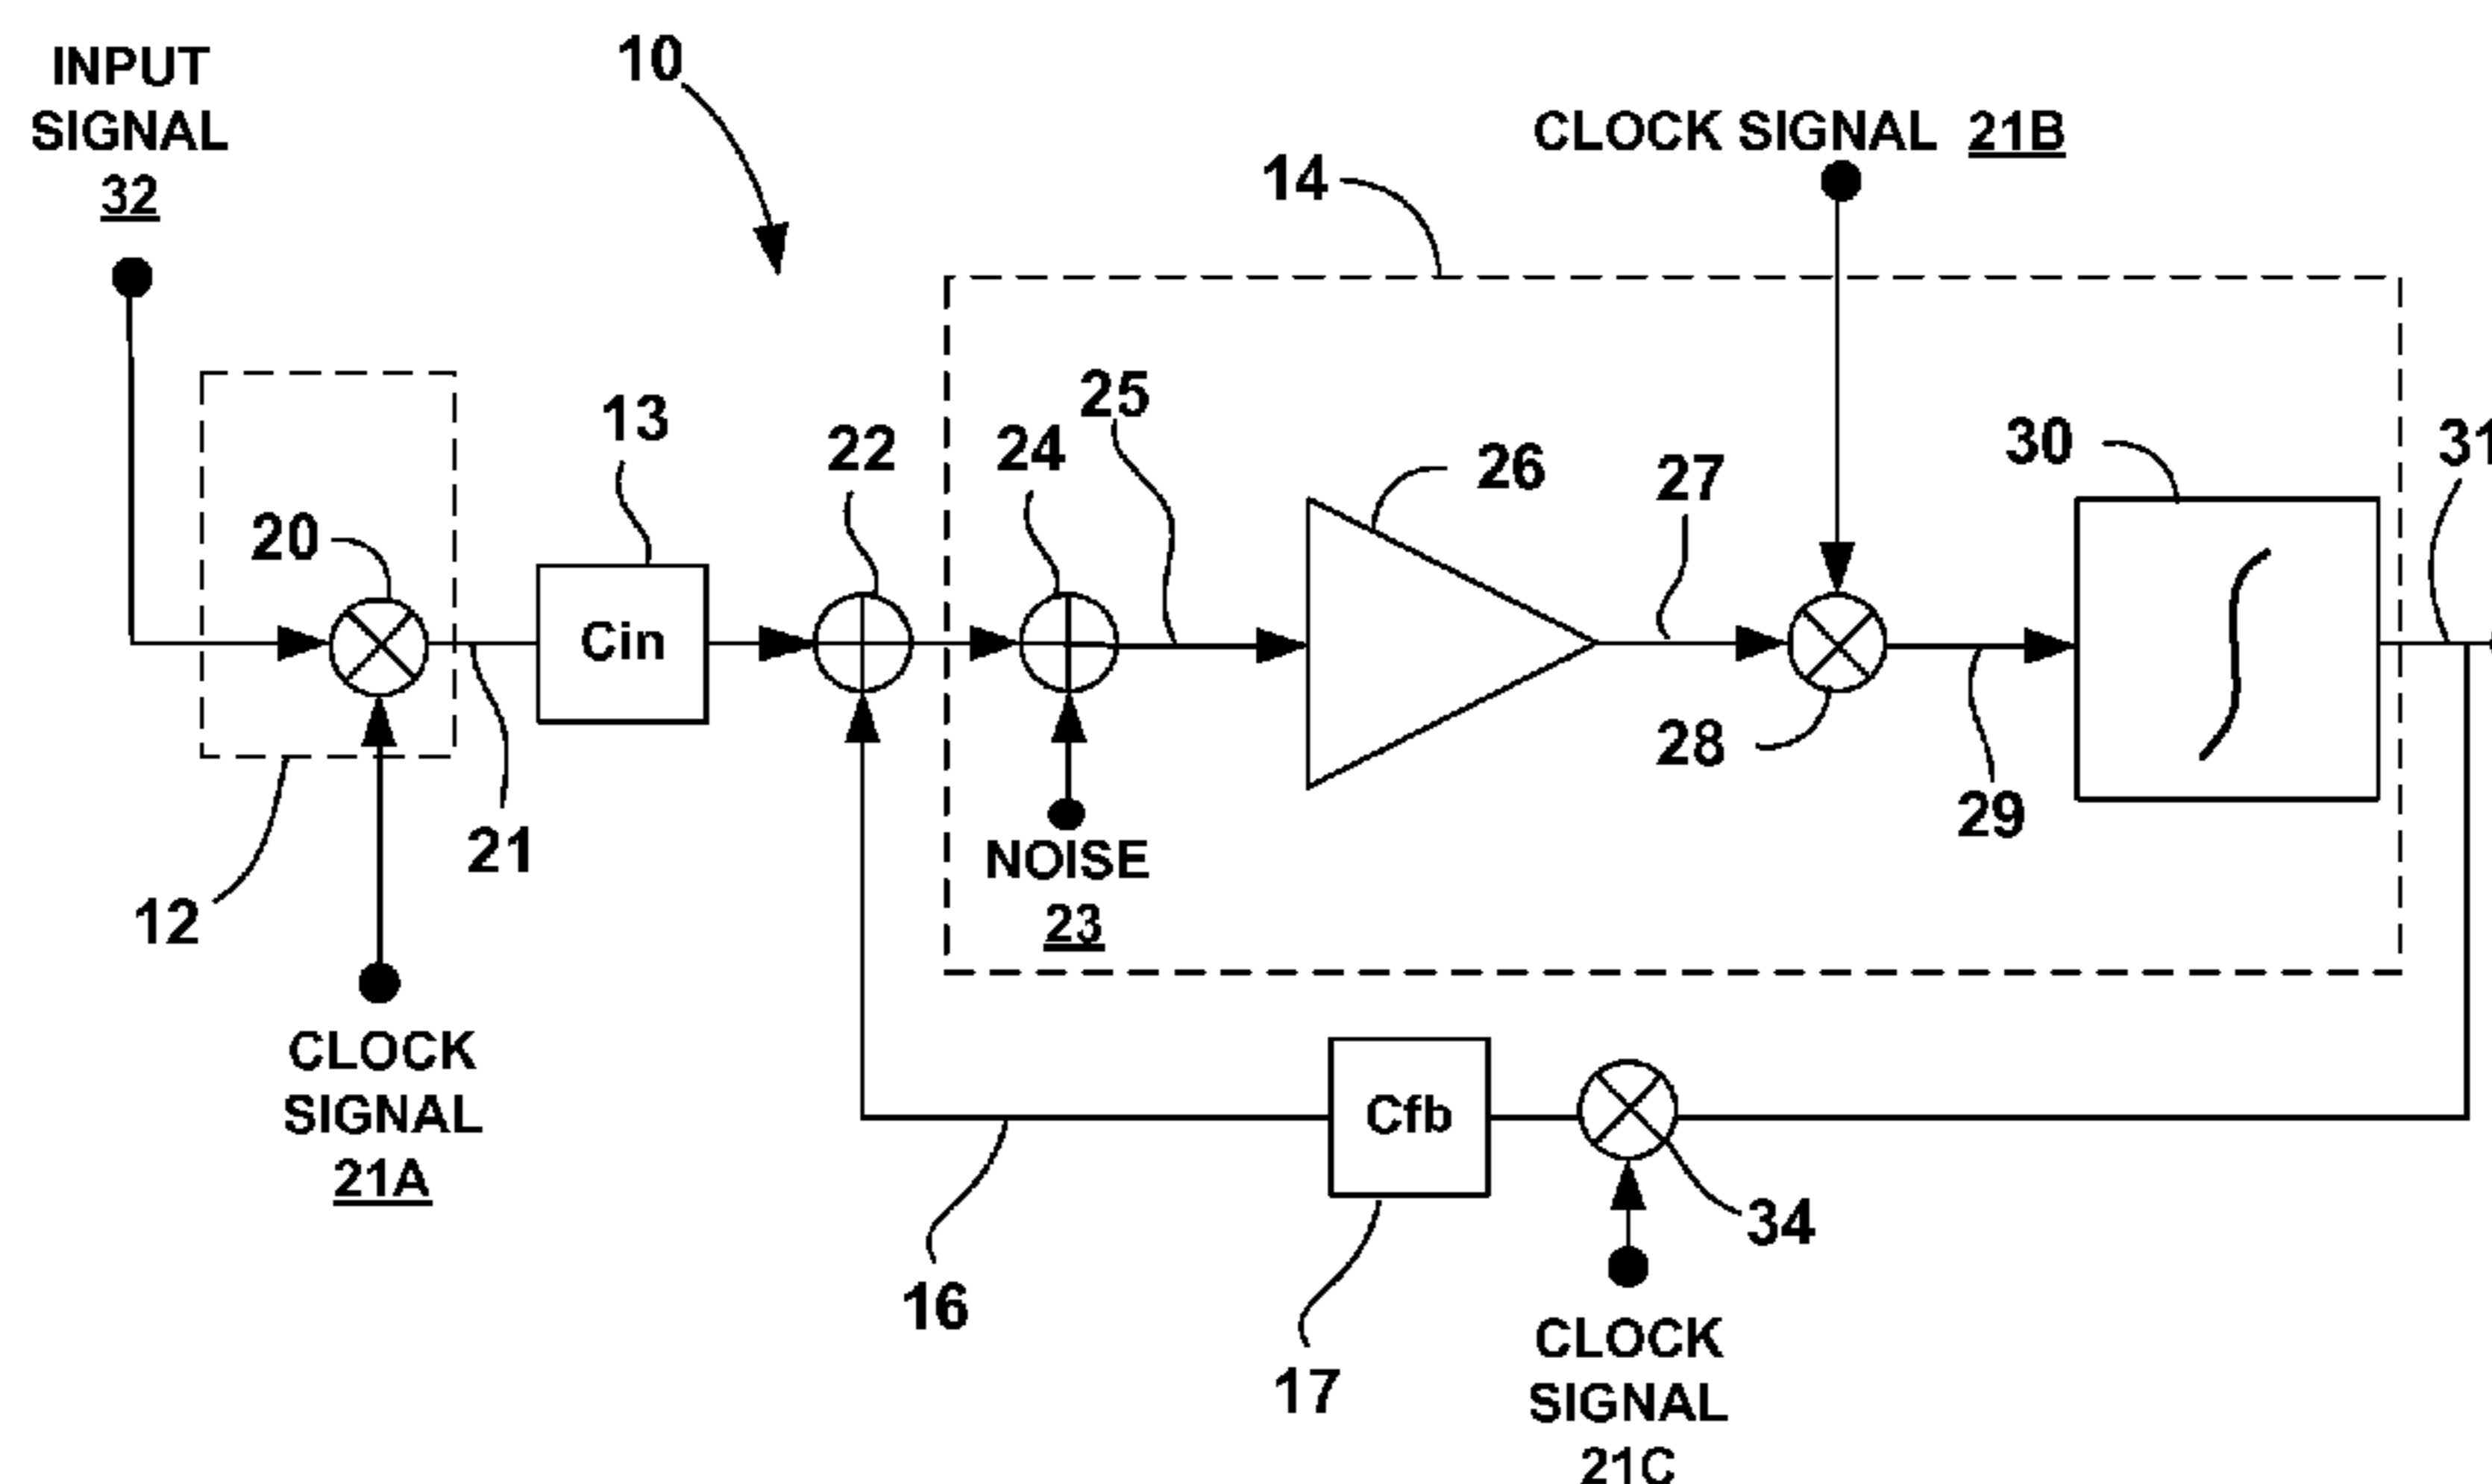 INPUT
SIGNAL
32
10
CLOCK SIGNAL 21B
14
25
13
22
24
26
27
30
31
20
Cin
28
29
21
NOISE
23
12
CLOCK
SIGNAL
21A
Cfb
34
16
17
CLOCK
SIGNAL
21C